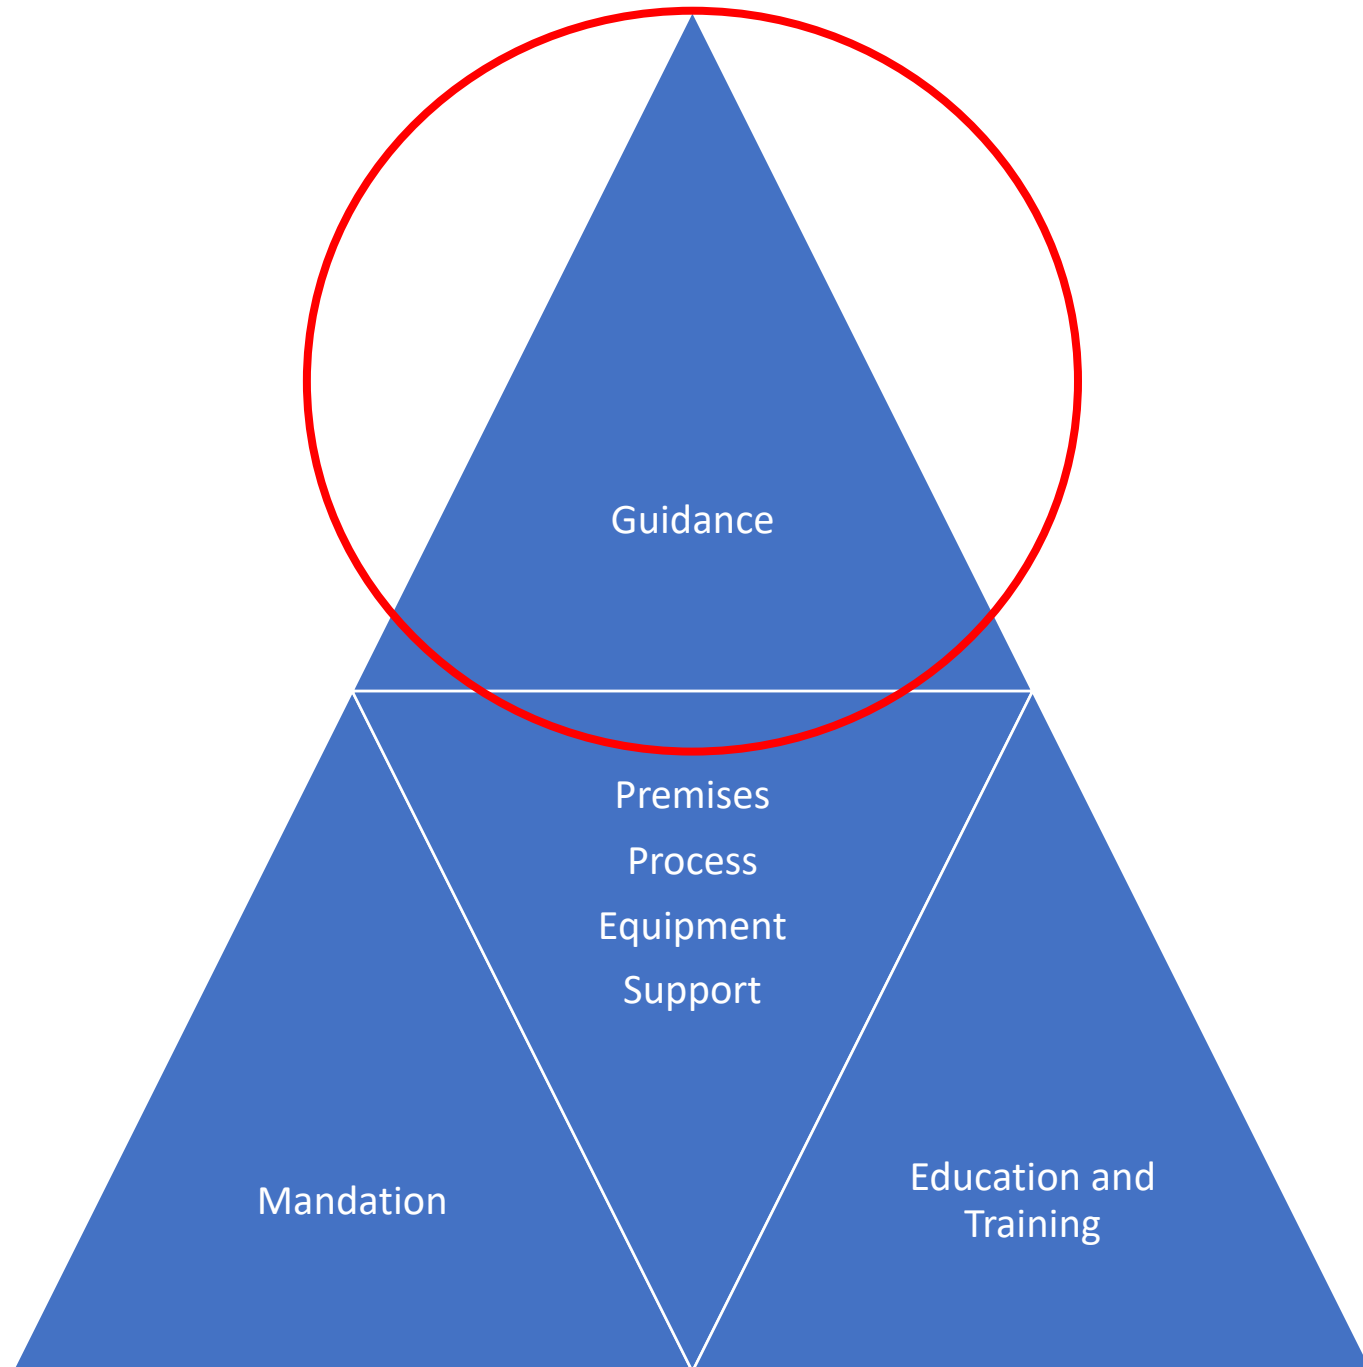 Guidance
Premises
Process
Equipment
Support
Mandation
Education and
Training